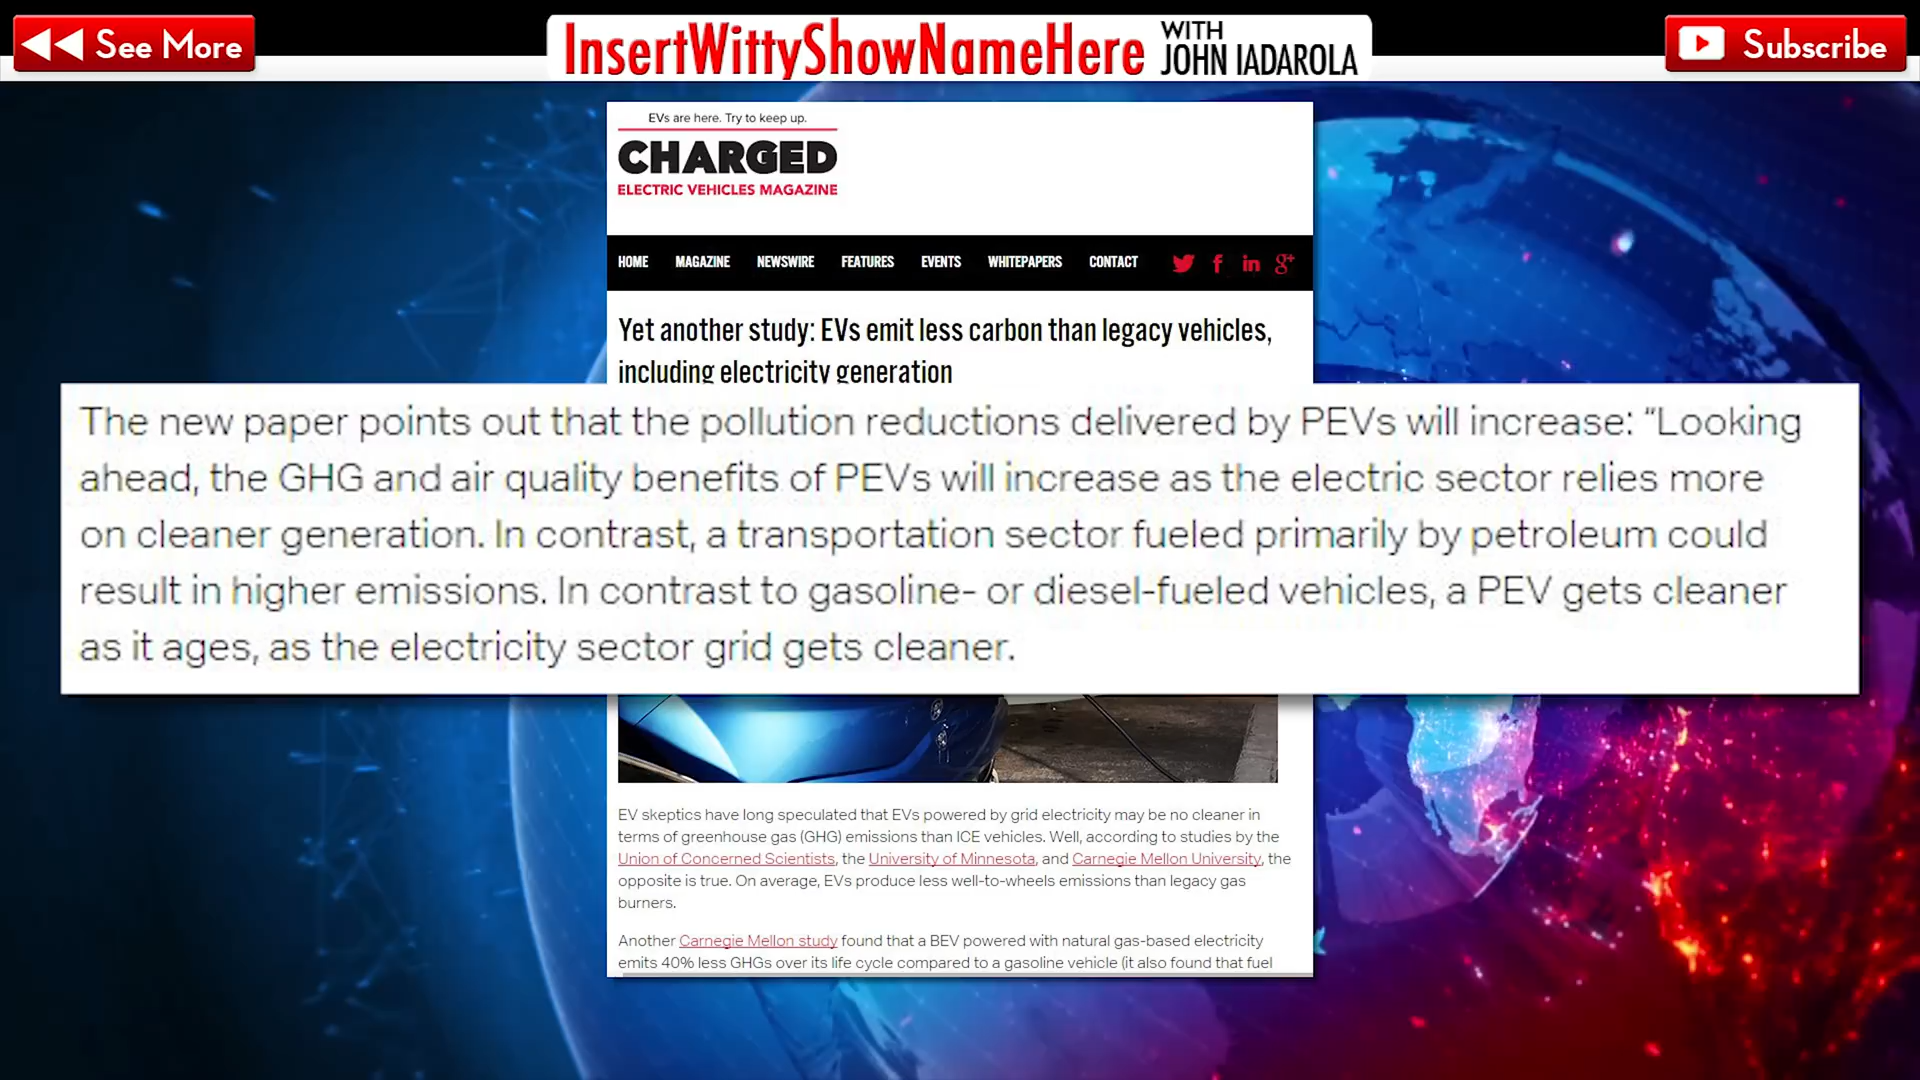 See More
InsertWittyShowNameHere WITH JOHN IADAROLA
Subscribe
EVs are here. Try to keep up.
CHARGED
ELECTRIC VEHICLES MAGAZINE
HOME MAGAZINE NEWSWIRE FEATURES EVENTS WHITEPAPERS CONTACT
Yet another study: EVs emit less carbon than legacy vehicles,
including electricity generation
The new paper points out that the pollution reductions delivered by PEVs will increase: “Looking
ahead, the GHG and air quality benefits of PEVs will increase as the electric sector relies more
on cleaner generation. In contrast, a transportation sector fueled primarily by petroleum could
result in higher emissions. In contrast to gasoline- or diesel-fueled vehicles, a PEV gets cleaner
as it ages, as the electricity sector grid gets cleaner.
EV skeptics have long speculated that EVs powered by grid electricity may be no cleaner in
terms of greenhouse gas (GHG) emissions than ICE vehicles. Well, according to studies by the
Union of Concerned Scientists, the University of Minnesota, and Carnegie Mellon University, the
opposite is true. On average, EVs produce less well-to-wheels emissions than legacy gas
burners.
Another Carnegie Mellon study found that a BEV powered with natural gas-based electricity
emits 40% less GHGs over its life cycle compared to a gasoline vehicle (it also found that fuel